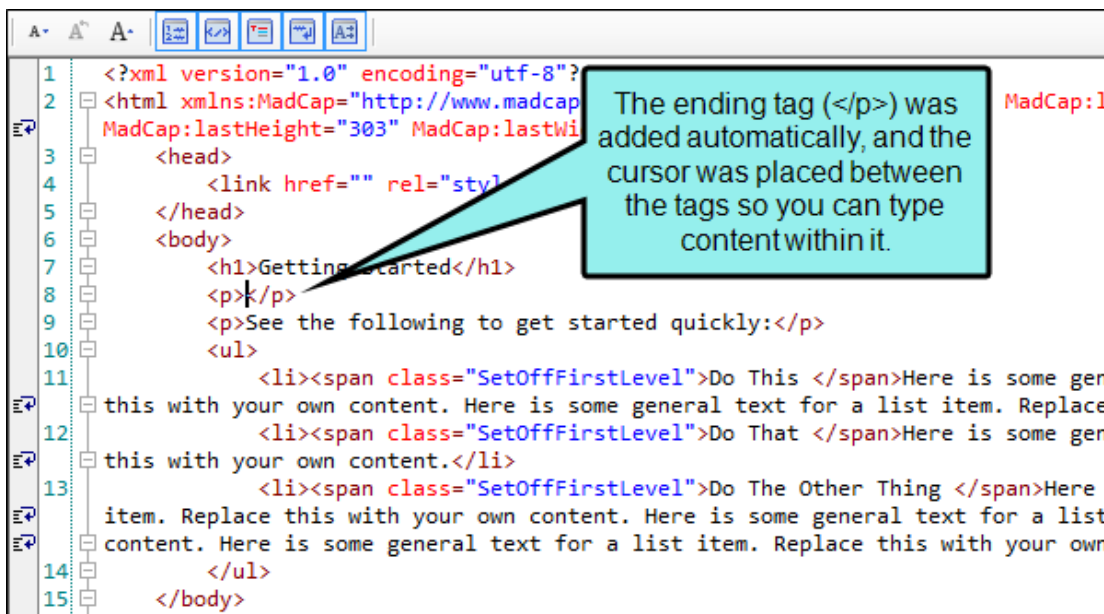 A A A
1 <?xml version="1.0" encoding="utf-8"?
2 <html xmlns:MadCap="http://www.madcap MadCap:l
MadCap:lastHeight="303" MadCap:lastWi
3 <head>
4 <link href="" rel="styl
5 </head>
6 <body>
7 <h1>Getting Started</h1>
8 <p></p>
9 <p>See the following to get started quickly:</p>
10 <ul>
11 <li><span class="SetOffFirstLevel">Do This </span>Here is some gen
this with your own content. Here is some general text for a list item. Replace
12 <li><span class="SetOffFirstLevel">Do That </span>Here is some gen
this with your own content.</li>
13 <li><span class="SetOffFirstLevel">Do The Other Thing </span>Here
item. Replace this with your own content. Here is some general text for a list
content. Here is some general text for a list item. Replace this with your own
14 </ul>
15 </body>
The ending tag (</p>) was
added automatically, and the
cursor was placed between
the tags so you can type
content within it.